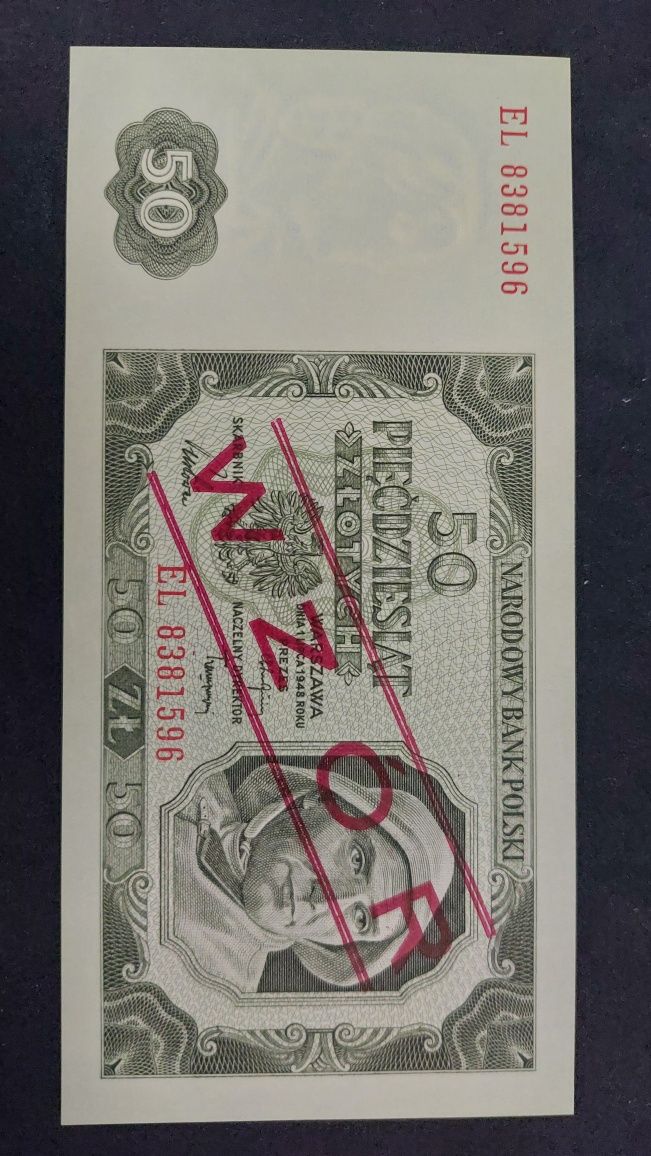 EL 8381596
50
NARODOWY BANK POLSKI
50
PIĘĆDZIESIĄT
ZŁOTYCH
WARSZAWA
DNIA 1 LIPCA 1948 ROKU
PREZES
SKARBNIK
NACZELNY DYREKTOR
EL 8381596
50 ZŁ 50
WZÓR